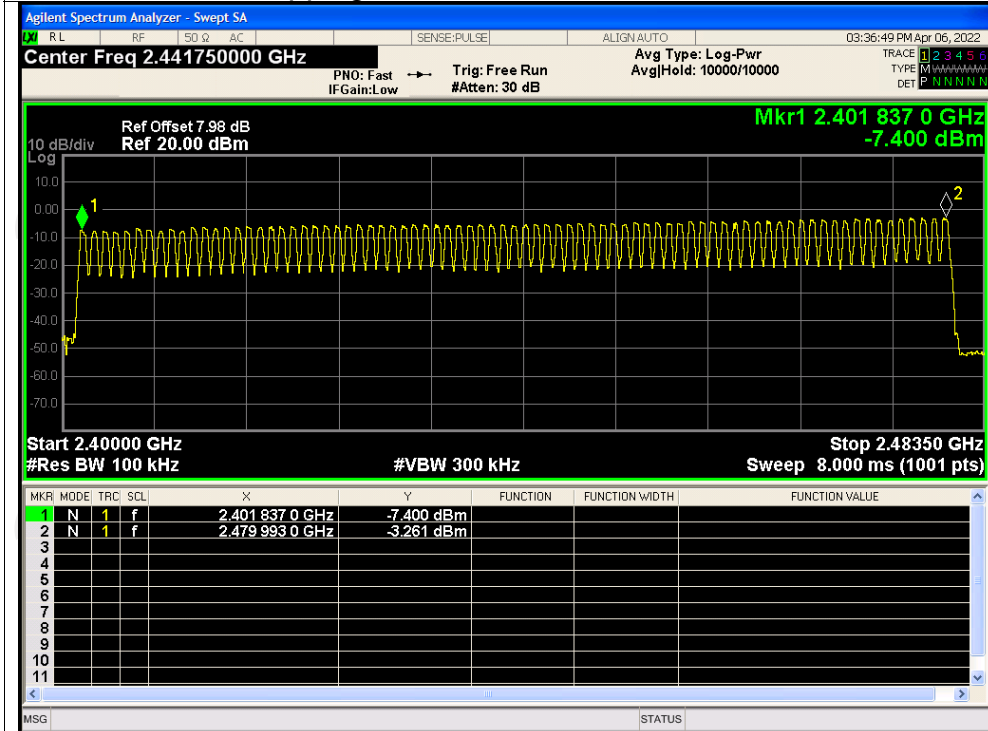 Agilent Spectrum Analyzer - Swept SA
LXI RL RF 50 Ω AC SENSE:PULSE ALIGN AUTO 03:36:49 PM Apr 06, 2022
Center Freq 2.441750000 GHz
PNO: Fast
IFGain:Low
Trig: Free Run
#Atten: 30 dB
Avg Type: Log-Pwr
Avg|Hold: 10000/10000
TRACE 1 2 3 4 5 6
TYPE M WWWWW
DET P N N N N N
Mkr1 2.401 837 0 GHz
-7.400 dBm
Ref Offset 7.98 dB
10 dB/div Ref 20.00 dBm
Log
10.0
0.00
-10.0
-20.0
-30.0
-40.0
-50.0
-60.0
-70.0
1
2
Start 2.40000 GHz Stop 2.48350 GHz
#Res BW 100 kHz #VBW 300 kHz Sweep 8.000 ms (1001 pts)
MKR MODE TRC SCL X Y FUNCTION FUNCTION WIDTH FUNCTION VALUE
1 N 1 f 2.401 837 0 GHz -7.400 dBm
2 N 1 f 2.479 993 0 GHz -3.261 dBm
3
4
5
6
7
8
9
10
11
MSG STATUS